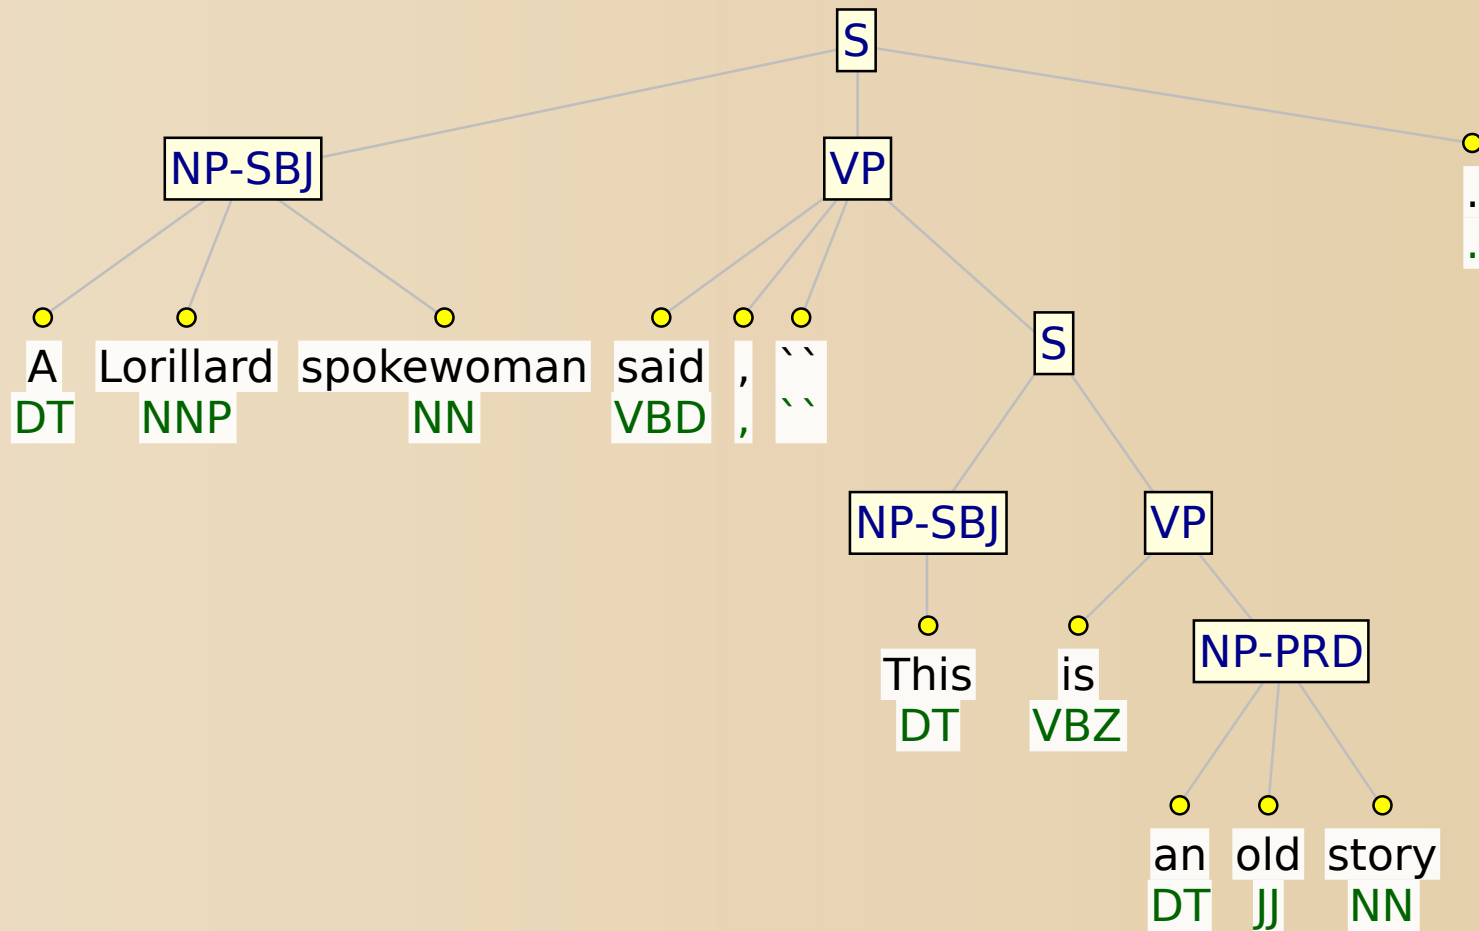 S
NP-SBJ VP
.
.
A Lorillard spokewoman said , ``
DT NNP NN VBD , ``
S
NP-SBJ VP
This is
DT VBZ
NP-PRD
an old story
DT JJ NN